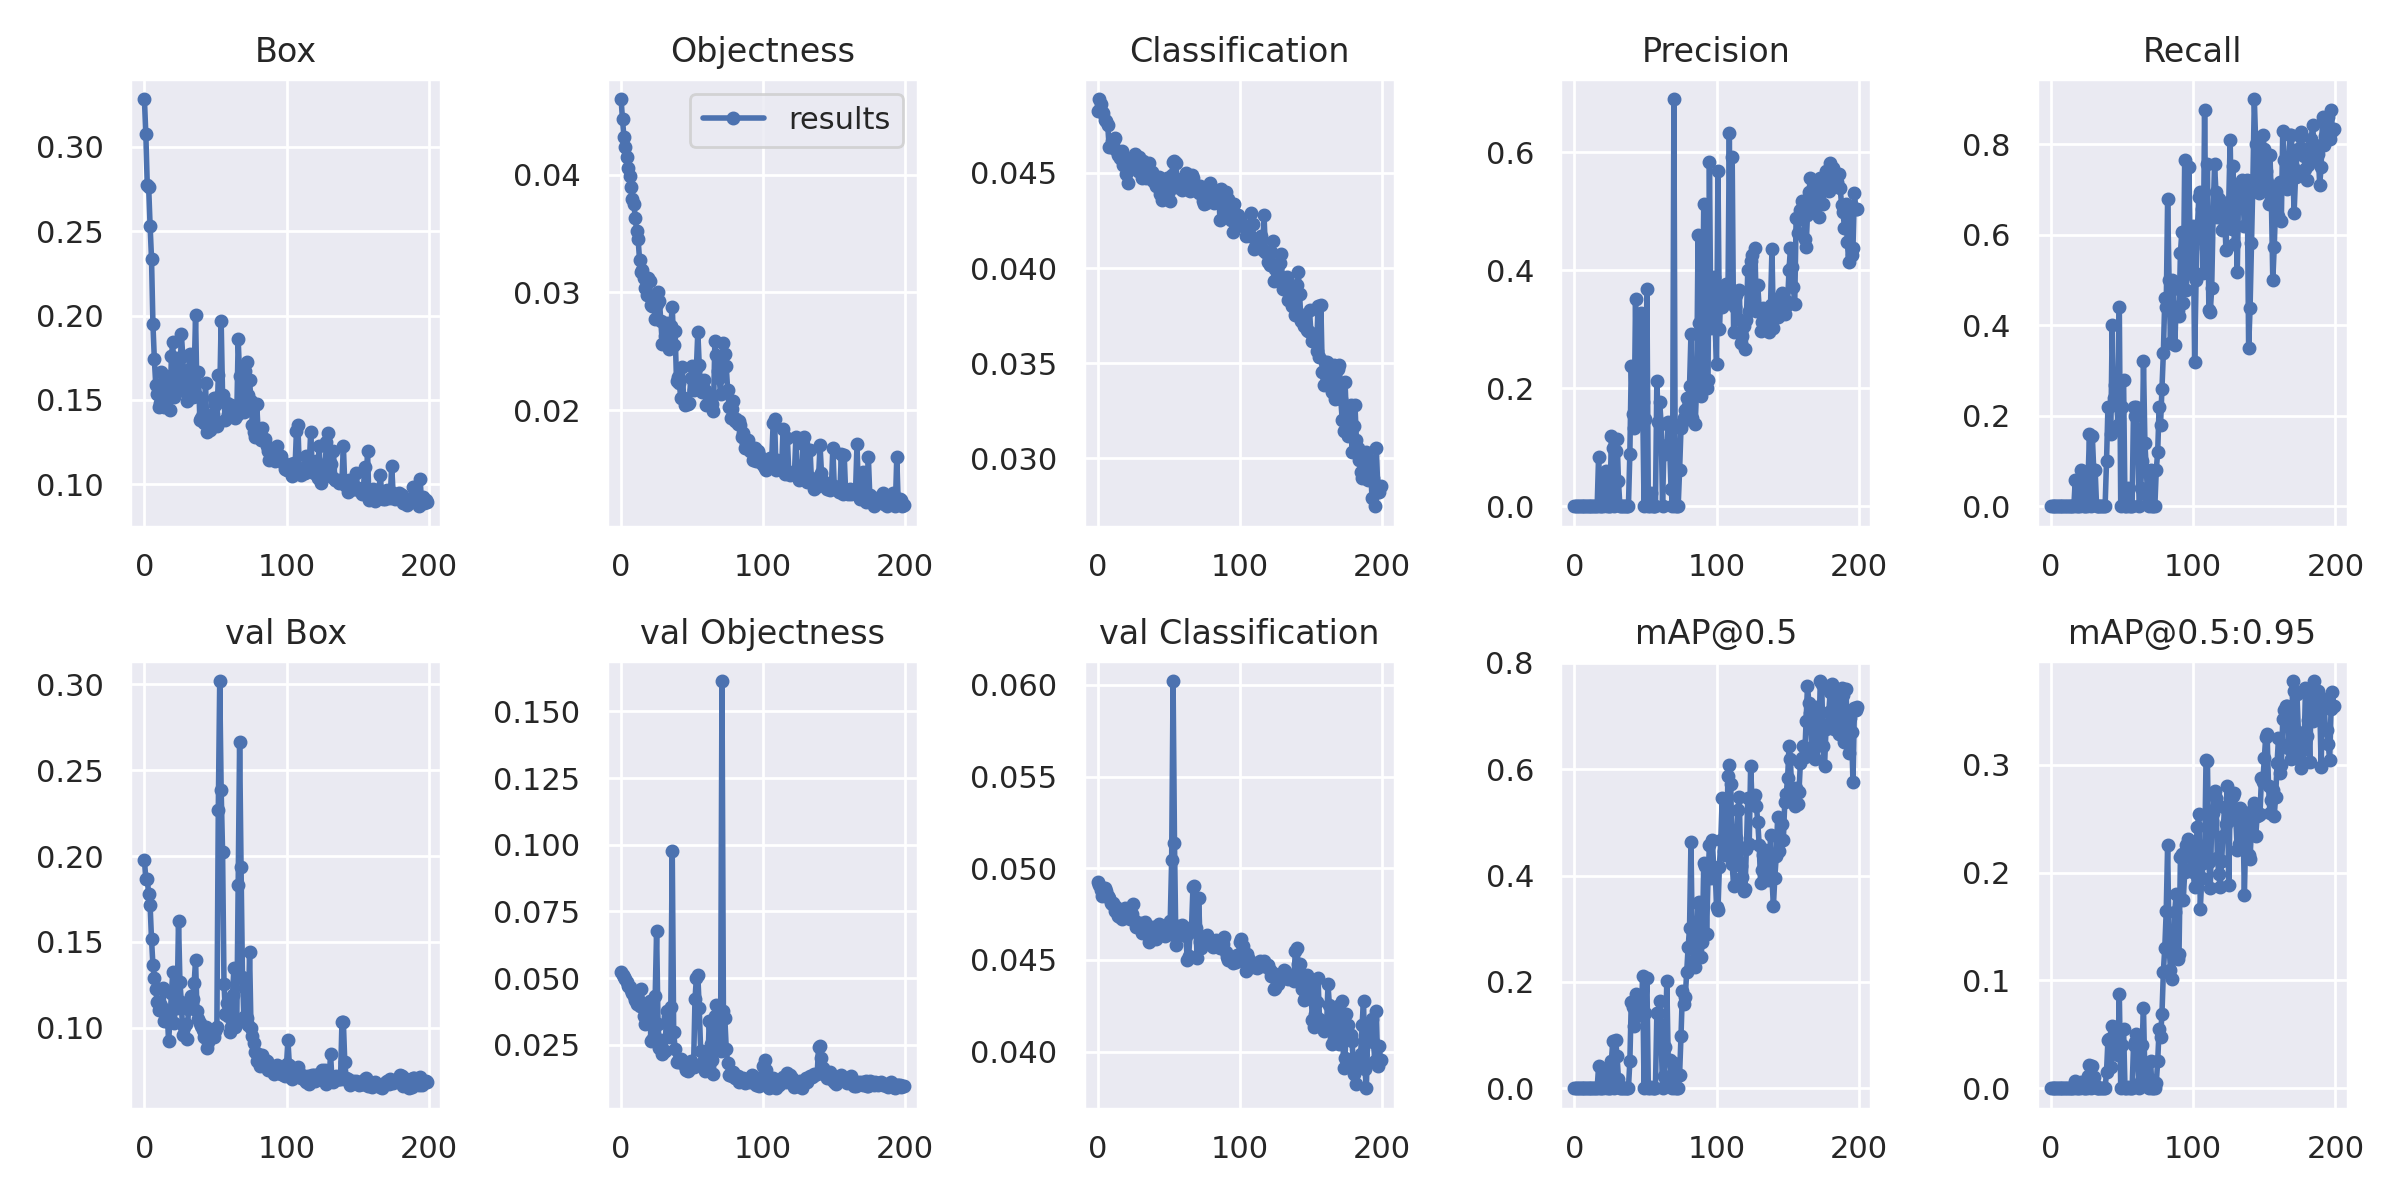 Box
0.30
0.25
0.20
0.15
0.10
0 100 200
Objectness
results
0.04
0.03
0.02
0 100 200
Classification
0.045
0.040
0.035
0.030
0 100 200
Precision
0.6
0.4
0.2
0.0
0 100 200
Recall
0.8
0.6
0.4
0.2
0.0
0 100 200
val Box
0.30
0.25
0.20
0.15
0.10
0 100 200
val Objectness
0.150
0.125
0.100
0.075
0.050
0.025
0 100 200
val Classification
0.060
0.055
0.050
0.045
0.040
0 100 200
mAP@0.5
0.8
0.6
0.4
0.2
0.0
0 100 200
mAP@0.5:0.95
0.3
0.2
0.1
0.0
0 100 200